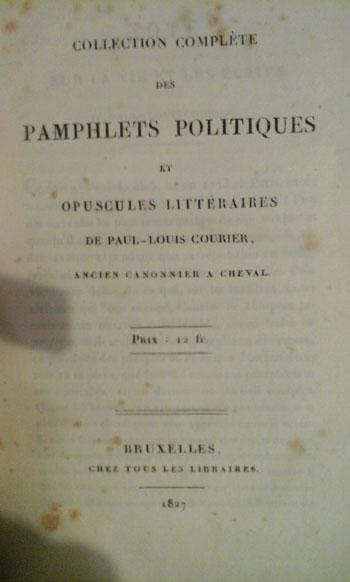 COLLECTION COMPLÈTE
DES
PAMPHLETS POLITIQUES
ET
OPUSCULES LITTÉRAIRES
DE PAUL-LOUIS COURIER,
ANCIEN CANONNIER A CHEVAL.
PRIX : 12 fr.
BRUXELLES,
CHEZ TOUS LES LIBRAIRES.
1827